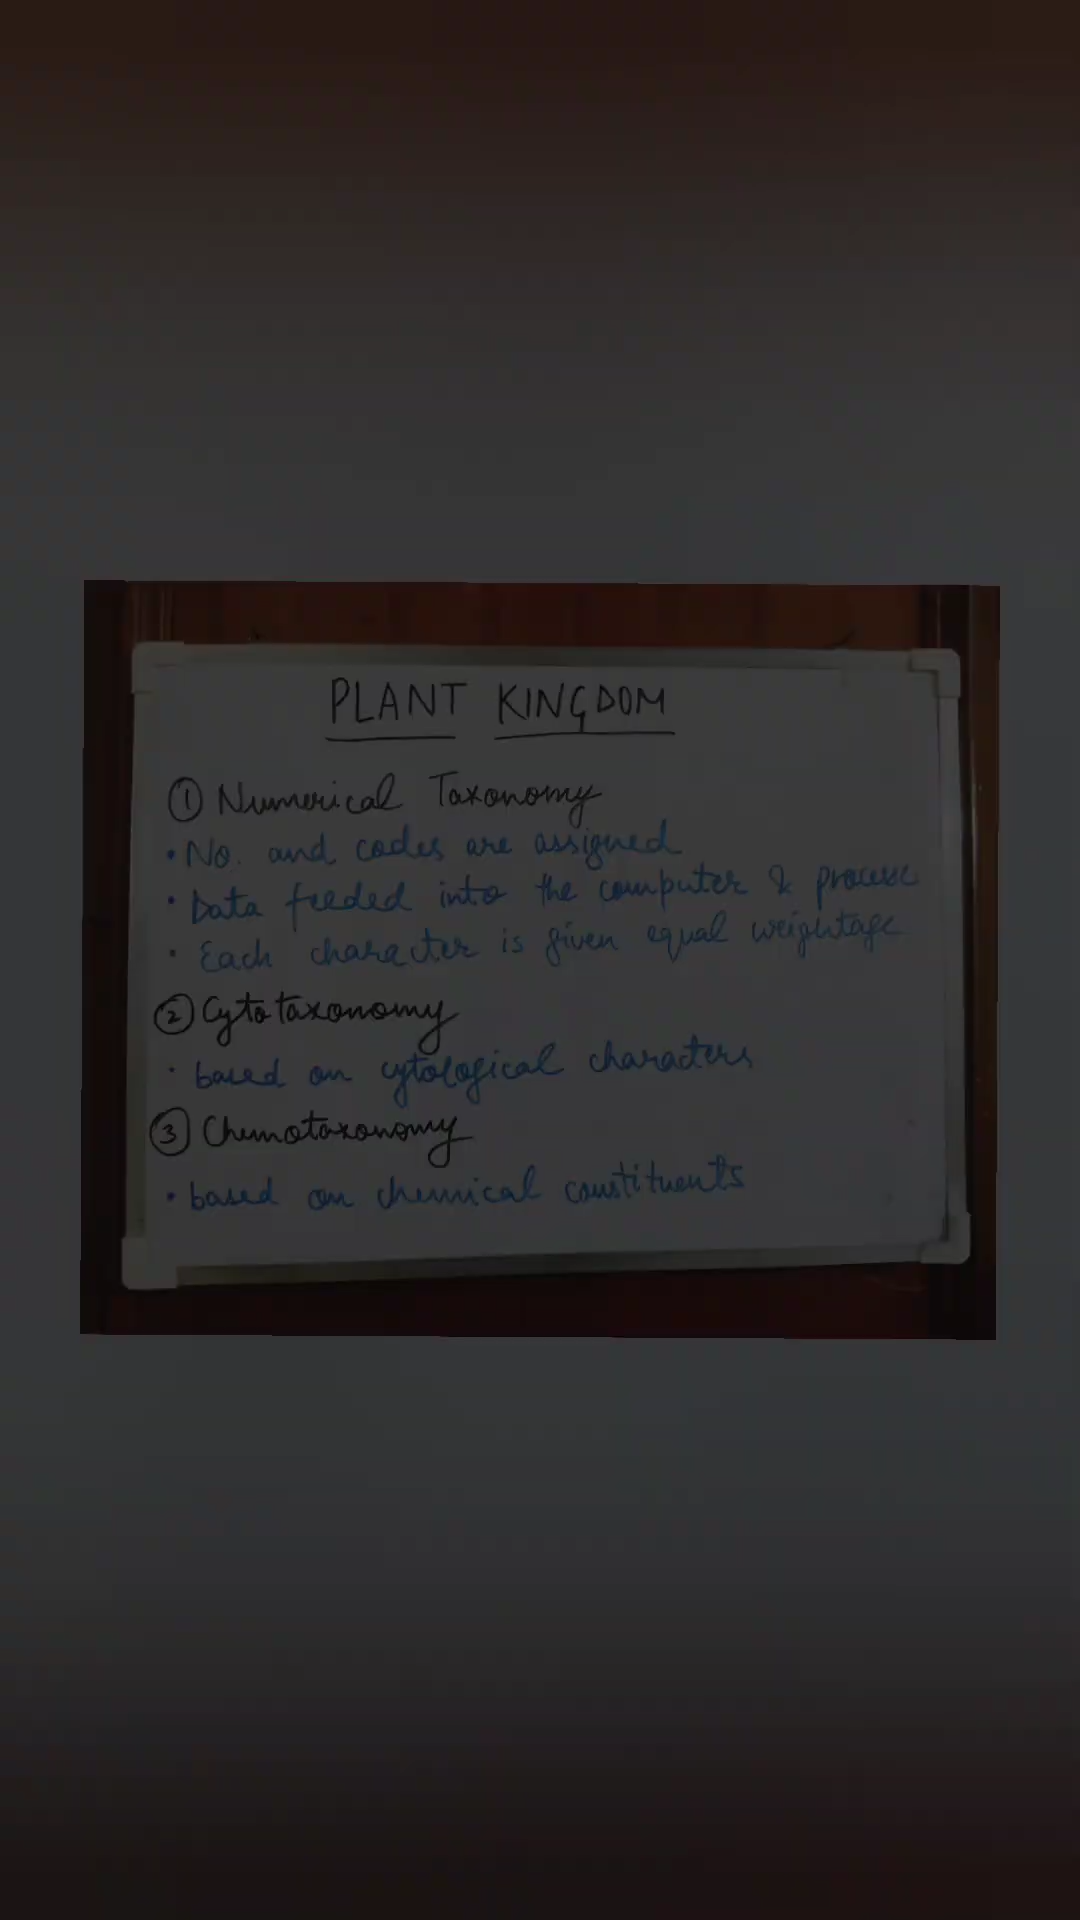 PLANT KINGDOM
① Numerical Taxonomy
• No. and codes are assigned
• Data feeded into the computer & process
• Each character is given equal weightage
② Cytotaxonomy
• based on cytological characters
③ Chemotaxonomy
• based on chemical constituents